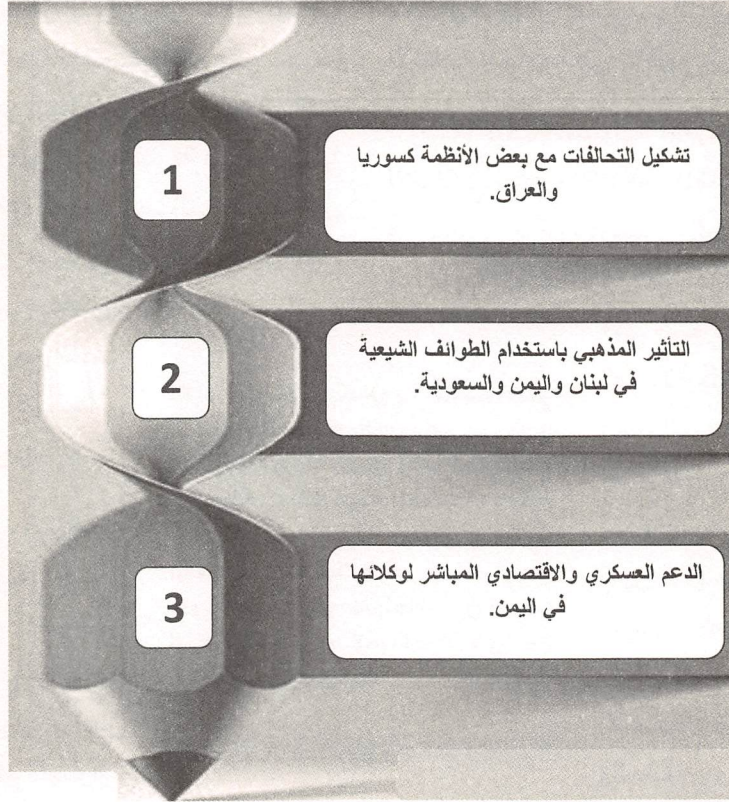 1
تشكيل التحالفات مع بعض الأنظمة كسوريا
والعراق.
2
التأثير المذهبي باستخدام الطوائف الشيعية
في لبنان واليمن والسعودية.
3
الدعم العسكري والاقتصادي المباشر لوكلائها
في اليمن.